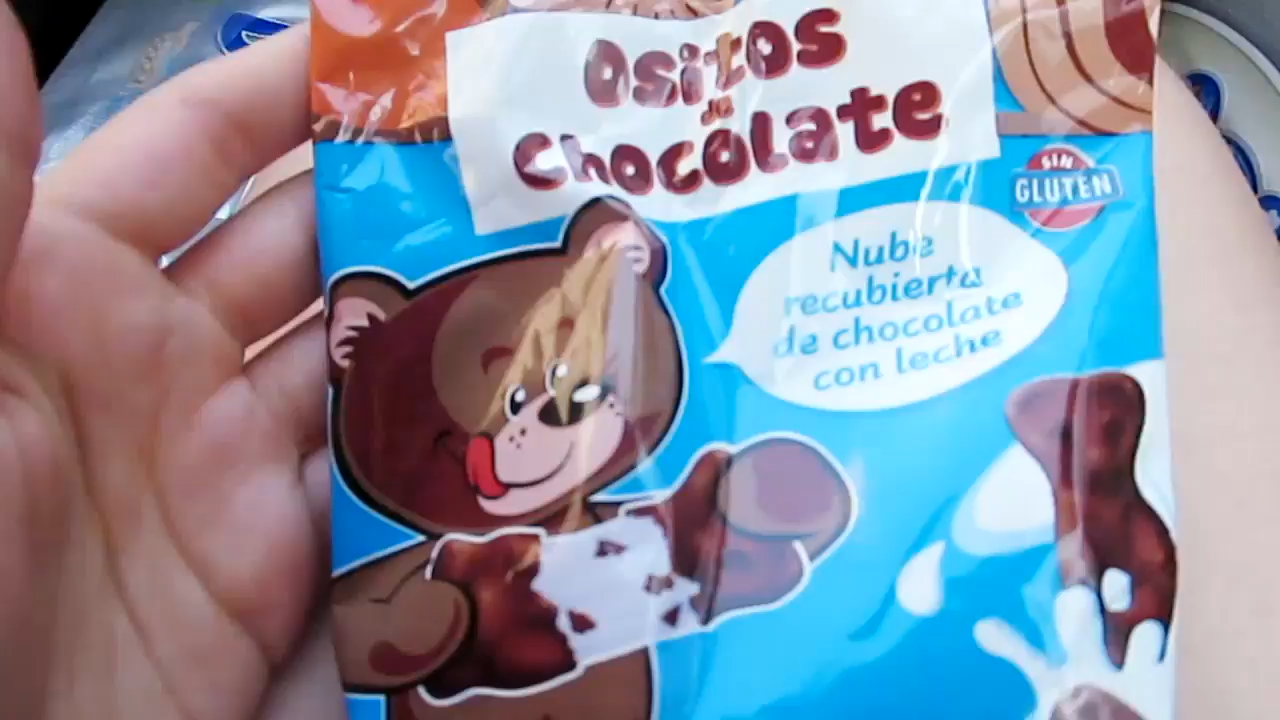 Ositos
de
Chocolate
SIN
GLUTEN
Nube
recubierta
de chocolate
con leche